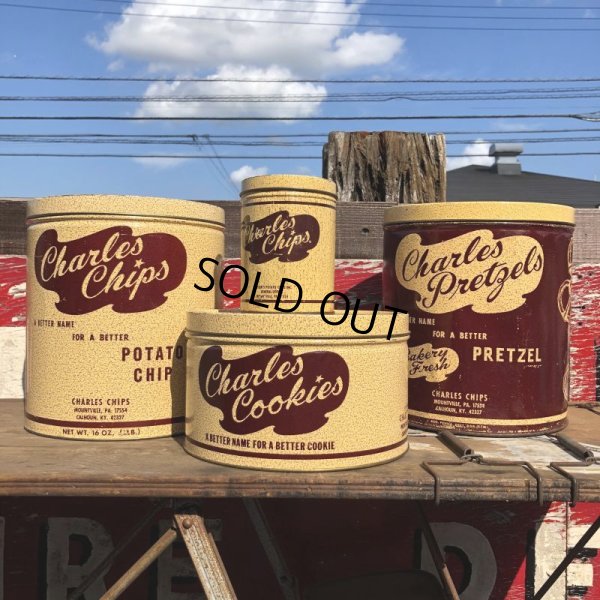 Charles
Chips
A BETTER NAME
FOR A BETTER
POTATO
CHIP
CHARLES CHIPS
MOUNTVILLE, PA. 17554
CALHOUN, KY. 42327
NET WT. 16 OZ.
Charles
Chips
SOLD OUT
Charles
Cookies
A BETTER NAME FOR A BETTER COOKIE
Charles
Pretzels
FOR A BETTER
PRETZEL
Bakery
Fresh
CHARLES CHIPS
MOUNTVILLE, PA. 17554
CALHOUN, KY. 42327